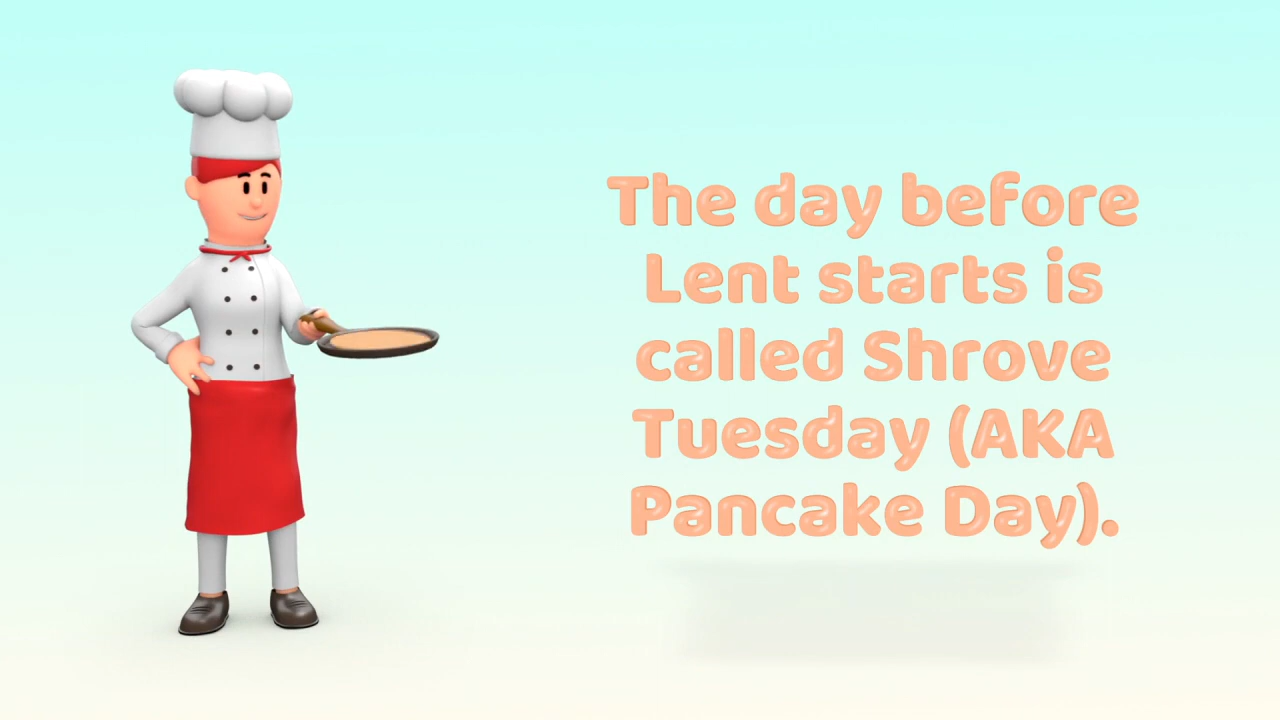 The day before
Lent starts is
called Shrove
Tuesday (AKA
Pancake Day).